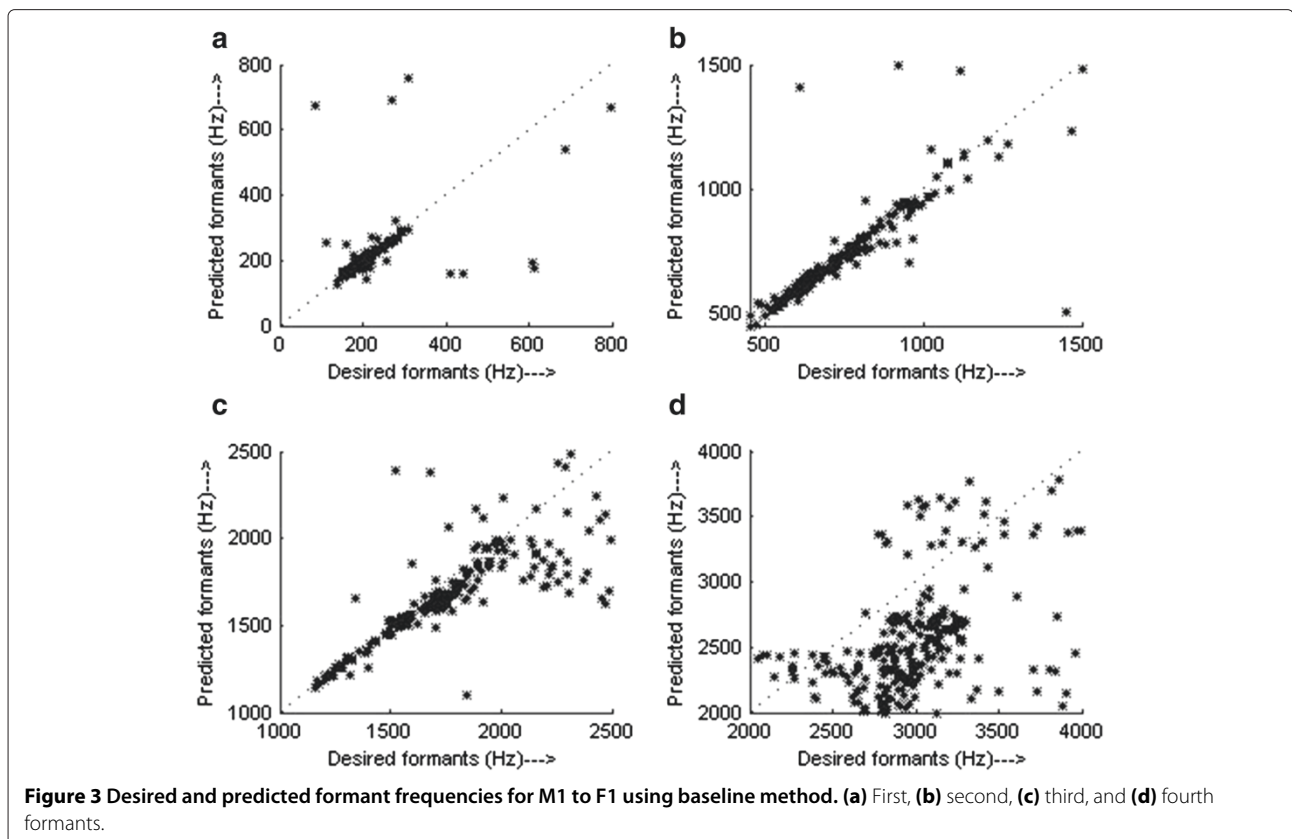 a
800
600
400
200
0
0 200 400 600 800
Predicted formants (Hz)--->
Desired formants (Hz)--->
b
1500
1000
500
500 1000 1500
Predicted formants (Hz)--->
Desired formants (Hz)--->
c
2500
2000
1500
1000
1000 1500 2000 2500
Predicted formants (Hz)--->
Desired formants (Hz)--->
d
4000
3500
3000
2500
2000
2000 2500 3000 3500 4000
Predicted formants (Hz)--->
Desired formants (Hz)--->
Figure 3 Desired and predicted formant frequencies for M1 to F1 using baseline method. (a) First, (b) second, (c) third, and (d) fourth
formants.